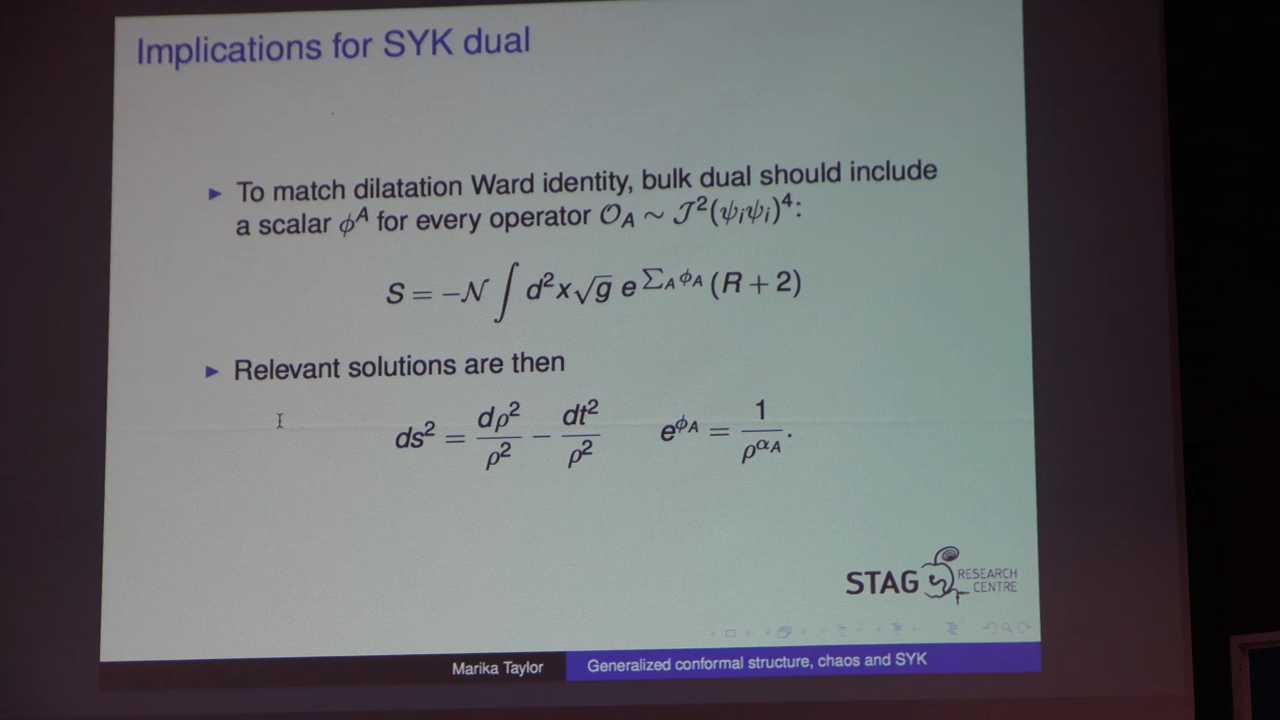 Implications for SYK dual
► To match dilatation Ward identity, bulk dual should include
a scalar ϕ^A for every operator 𝒪_A ∼ 𝒥²(ψ_iψ_i)⁴:
S = −𝒩 ∫ d²x√g e^{∑_A ϕ_A} (R + 2)
► Relevant solutions are then
ds² = dρ²/ρ² − dt²/ρ² e^{ϕ_A} = 1/ρ^{α_A}.
STAG RESEARCH CENTRE
Marika Taylor Generalized conformal structure, chaos and SYK